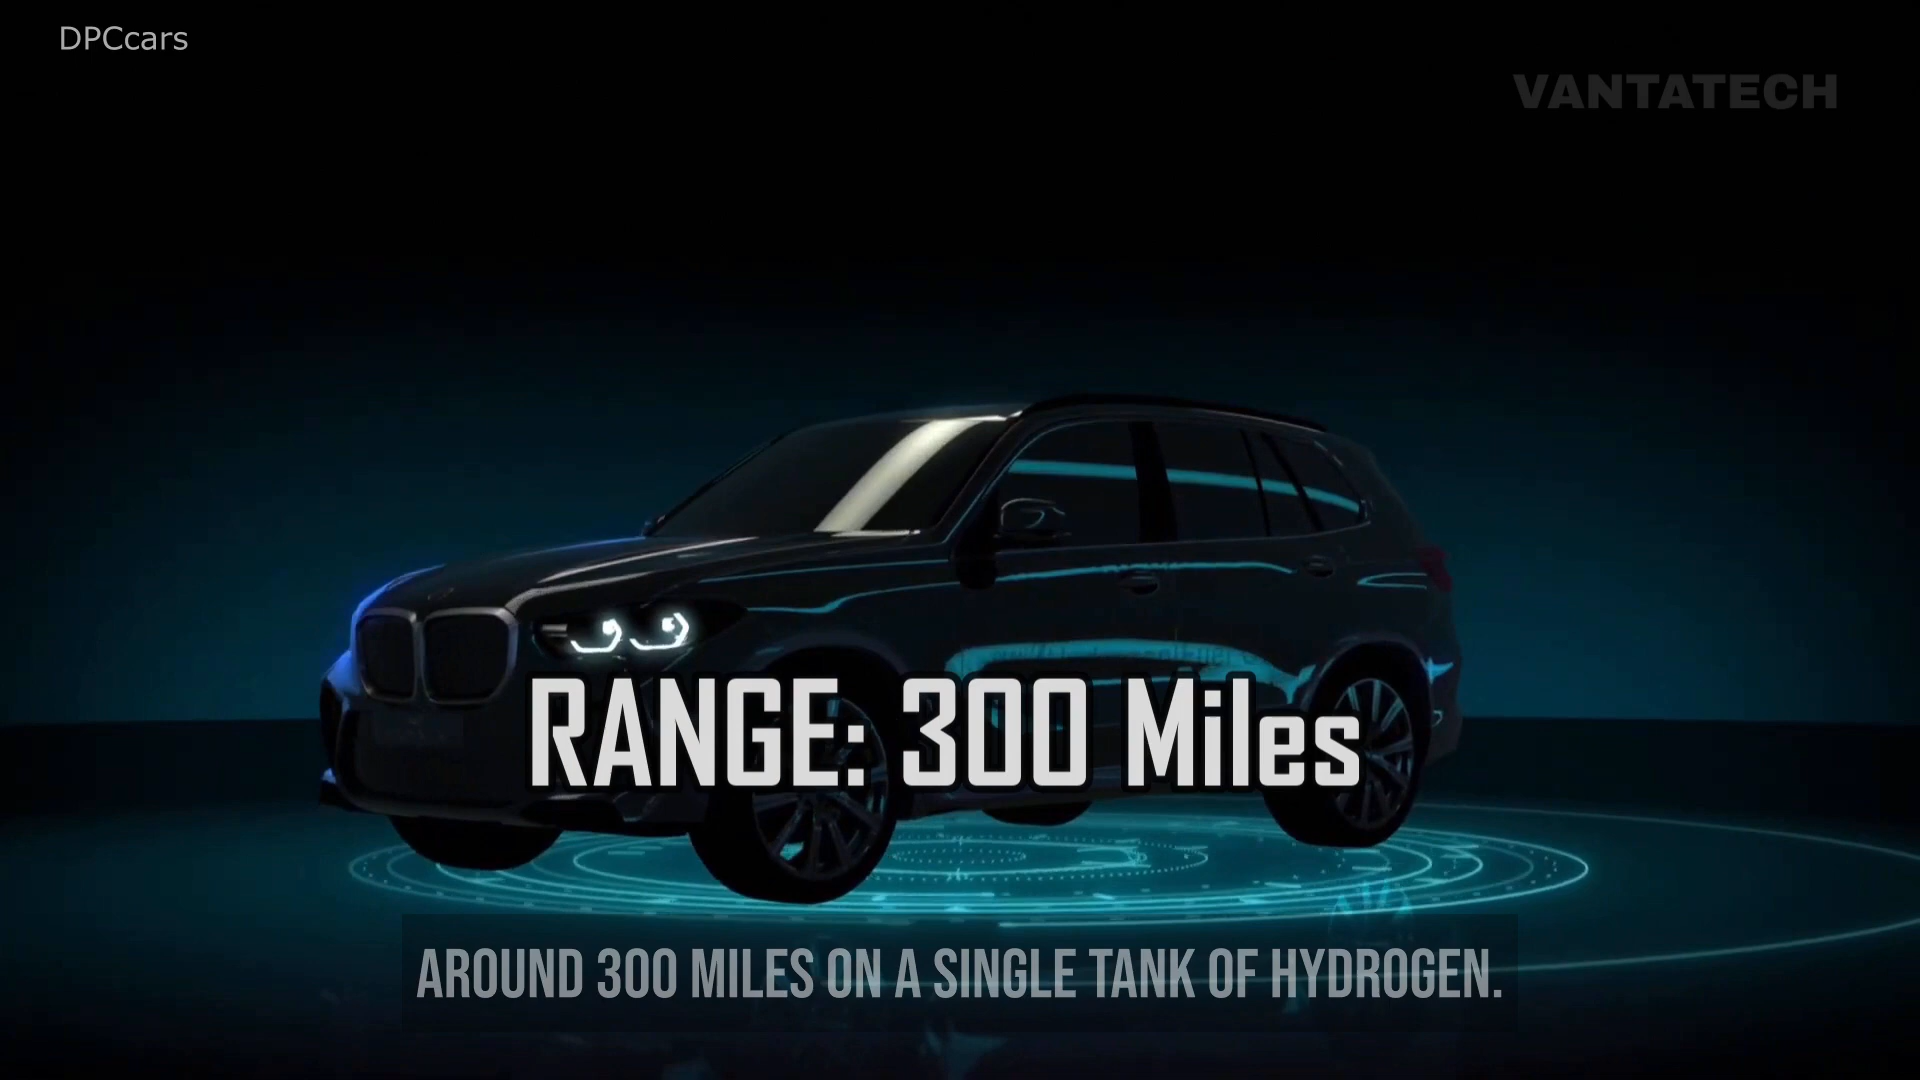 DPCcars
VANTATECH
RANGE: 300 Miles
AROUND 300 MILES ON A SINGLE TANK OF HYDROGEN.